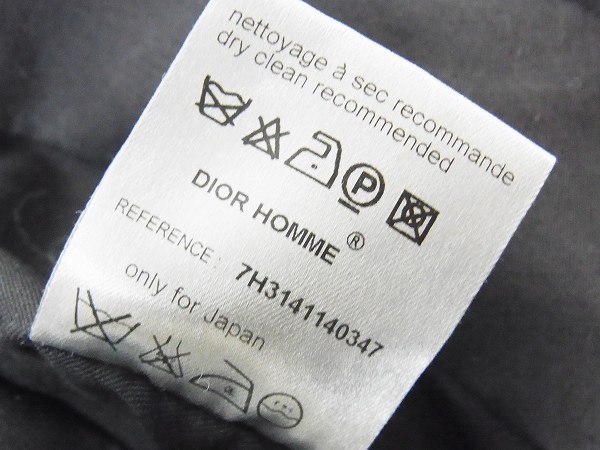 nettoyage à sec recommande
dry clean recommended
P
DIOR HOMME ®
REFERENCE: 7H3141140347
only for Japan